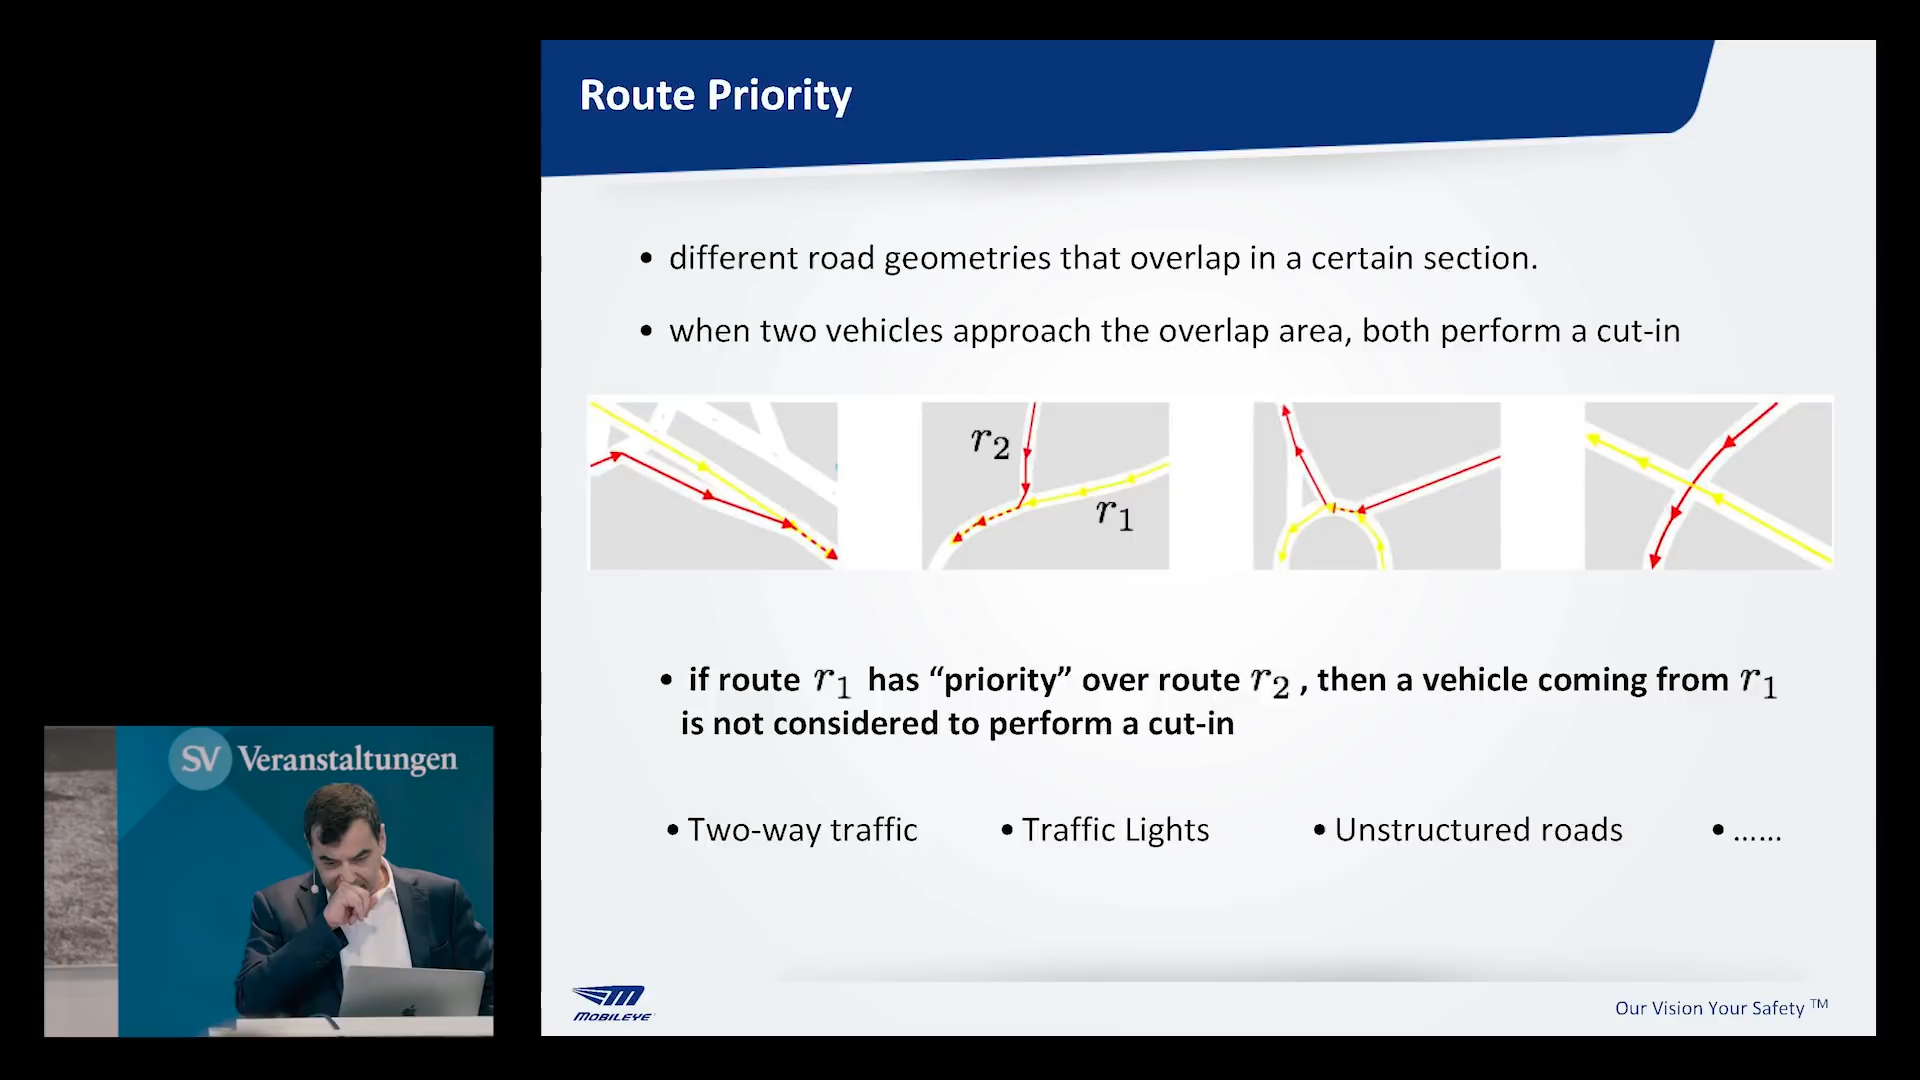 Route Priority
• different road geometries that overlap in a certain section.
• when two vehicles approach the overlap area, both perform a cut-in
r2
r1
• if route r1 has “priority” over route r2 , then a vehicle coming from r1
is not considered to perform a cut-in
• Two-way traffic • Traffic Lights • Unstructured roads • ......
SV Veranstaltungen
MOBILEYE
Our Vision Your Safety TM